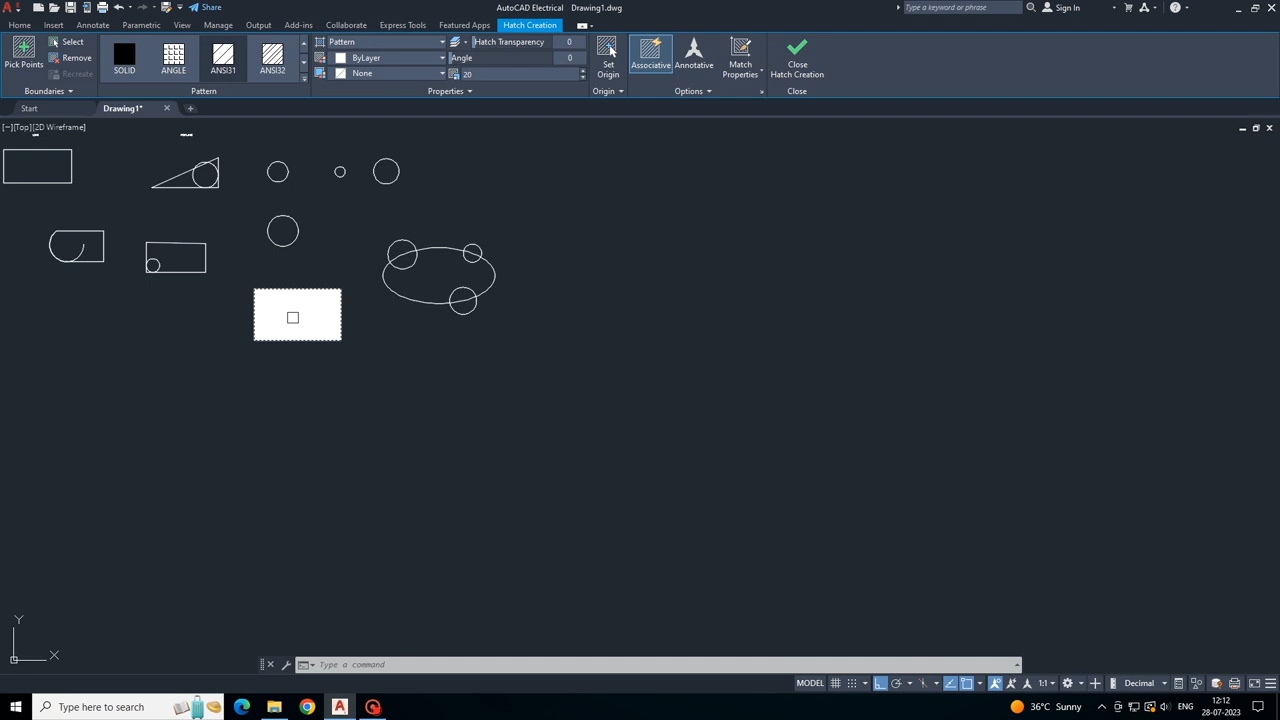 Share
AutoCAD Electrical Drawing1.dwg
Type a keyword or phrase
Sign In
Home Insert Annotate Parametric View Manage Output Add-ins Collaborate Express Tools Featured Apps Hatch Creation
Pick Points
Select
Remove
Recreate
SOLID ANGLE ANSI31 ANSI32
Pattern
ByLayer
None
Hatch Transparency 0
Angle 0
20
Set
Origin
Associative
Annotative
Match
Properties
Close
Hatch Creation
Boundaries Pattern Properties Origin Options Close
Start Drawing1*
[−][Top][2D Wireframe]
Y
X
Type a command
MODEL 1:1 Decimal
Type here to search
36°C Sunny
ENG
12:12
28-07-2023